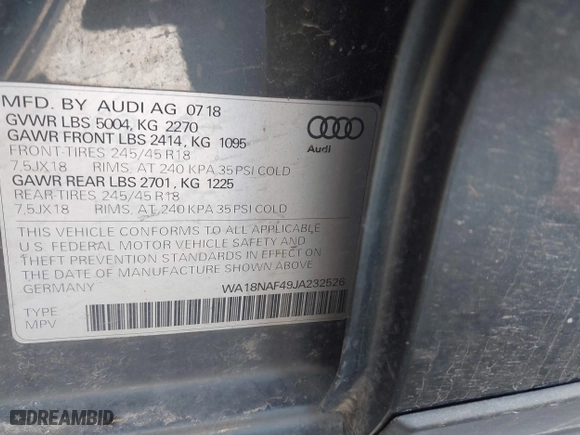 MFD. BY AUDI AG 07 18
GVWR LBS 5004, KG 2270
GAWR FRONT LBS 2414, KG 1095
FRONT-TIRES 245/45 R18
7,5JX18 RIMS, AT 240 KPA, 35 PSI COLD
GAWR REAR LBS 2701, KG 1225
REAR-TIRES 245/45 R18
7,5JX18 RIMS, AT 240 KPA, 35 PSI COLD
Audi
THIS VEHICLE CONFORMS TO ALL APPLICABLE
U.S. FEDERAL MOTOR VEHICLE SAFETY AND
THEFT PREVENTION STANDARDS IN EFFECT ON
THE DATE OF MANUFACTURE SHOWN ABOVE.
GERMANY WA18NAF49JA232526
TYPE
MPV
DREAMBID